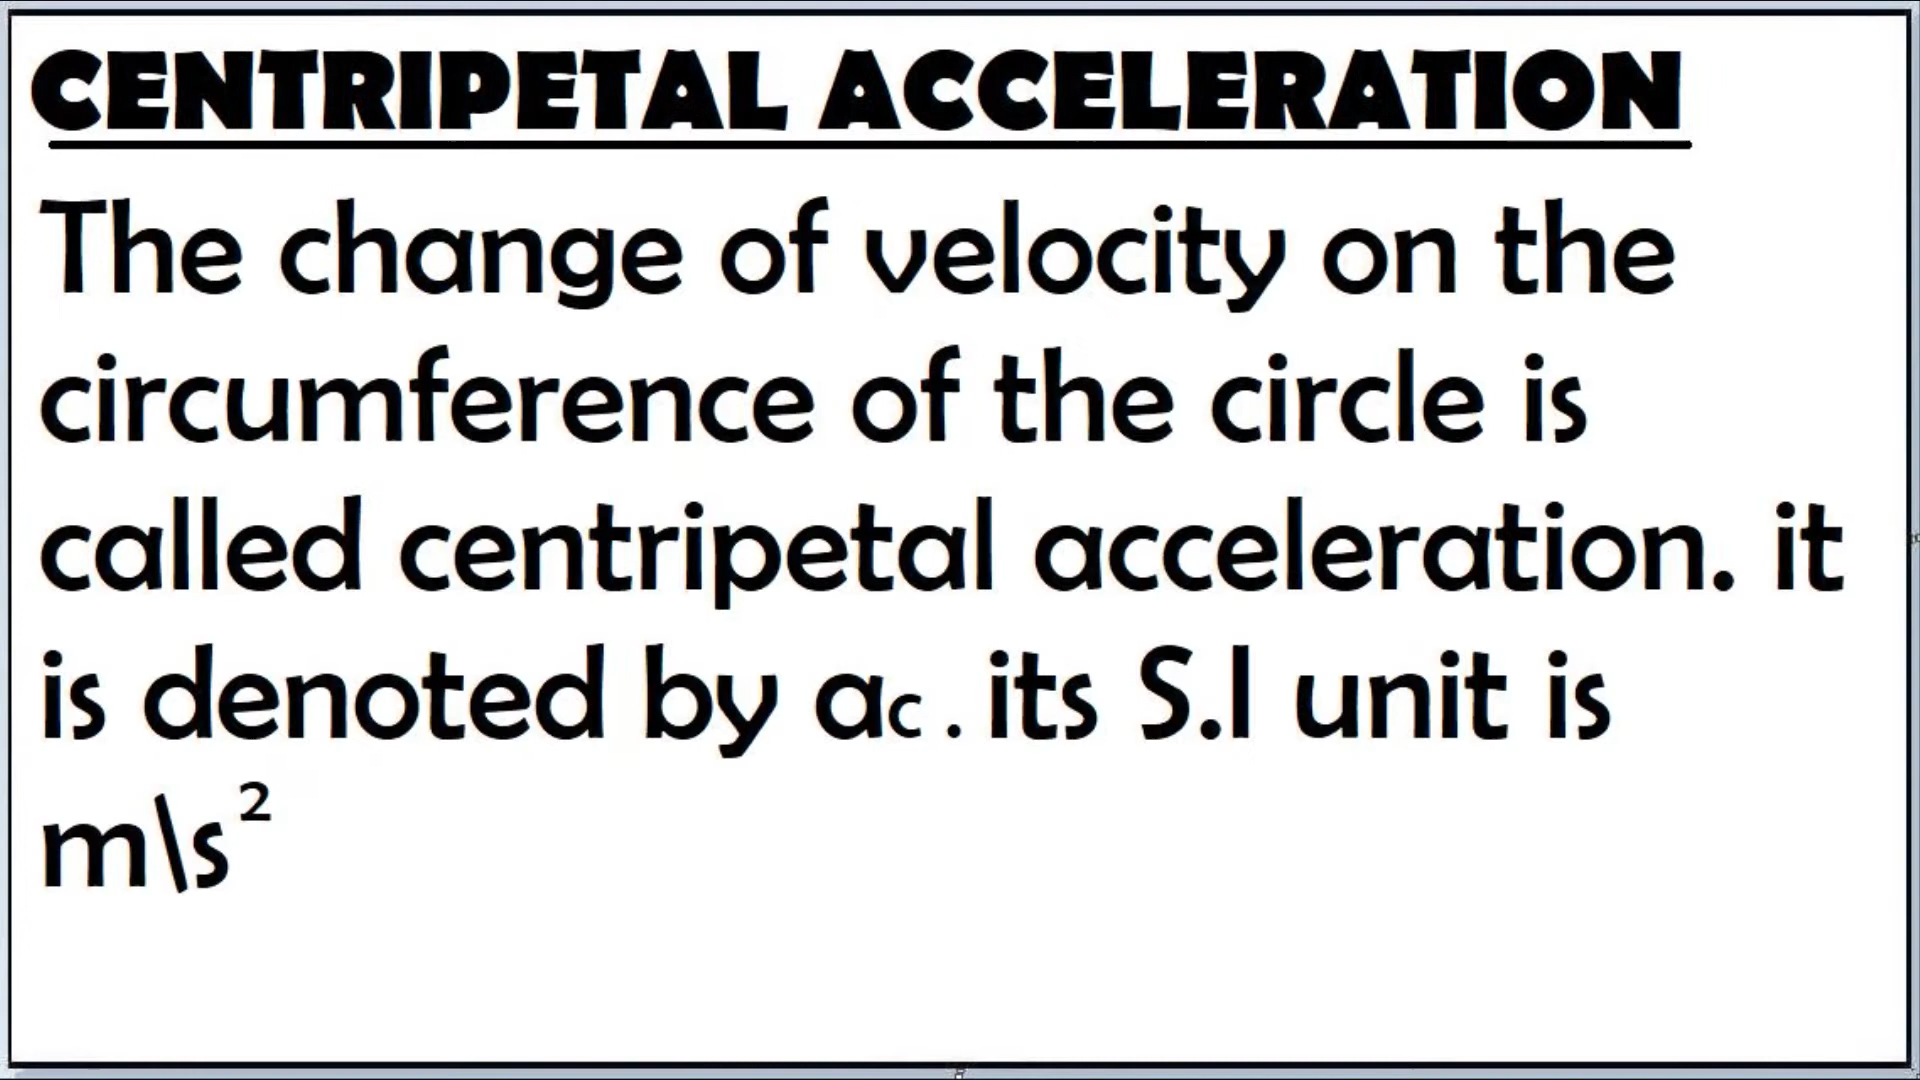 CENTRIPETAL ACCELERATION
The change of velocity on the
circumference of the circle is
called centripetal acceleration. it
is denoted by ac . its S.I unit is
m\s²